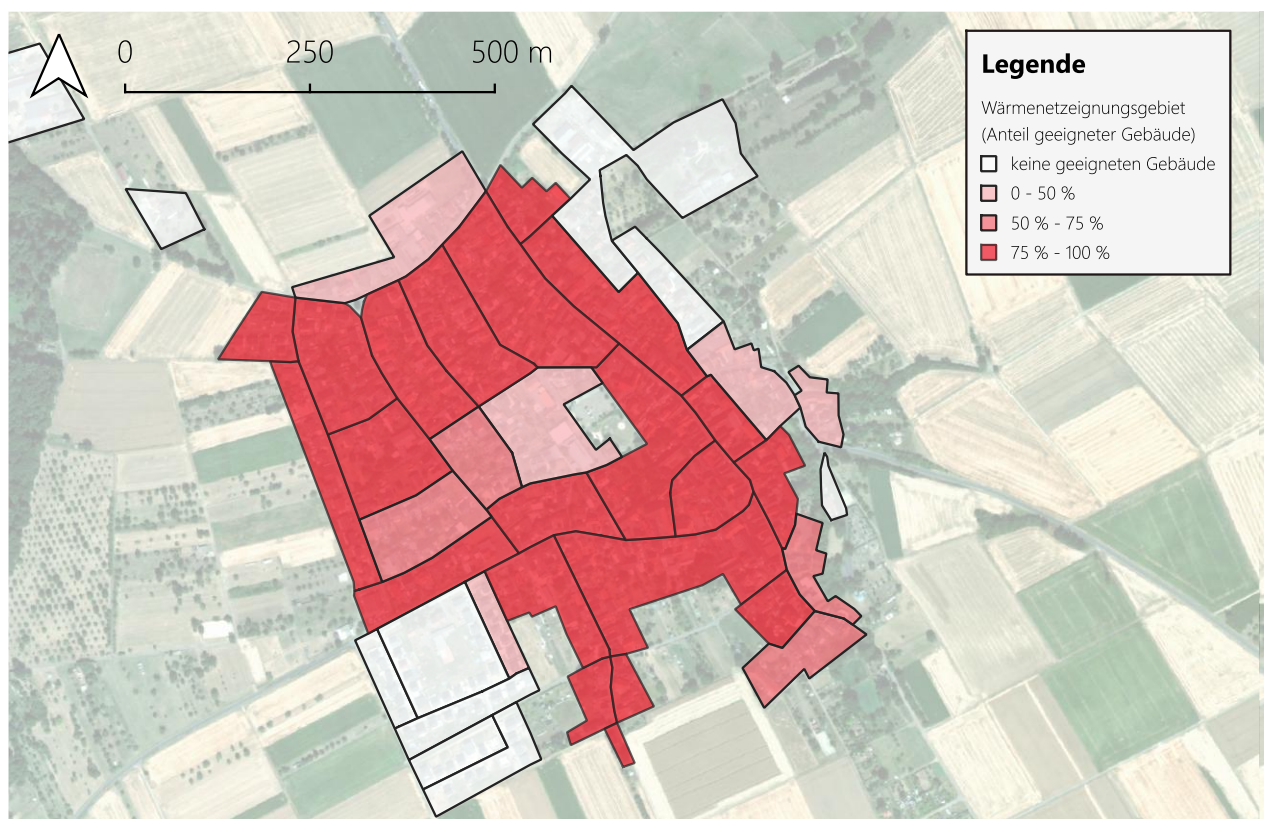 0 250 500 m
Legende
Wärmenetzeignungsgebiet
(Anteil geeigneter Gebäude)
keine geeigneten Gebäude
0 - 50 %
50 % - 75 %
75 % - 100 %